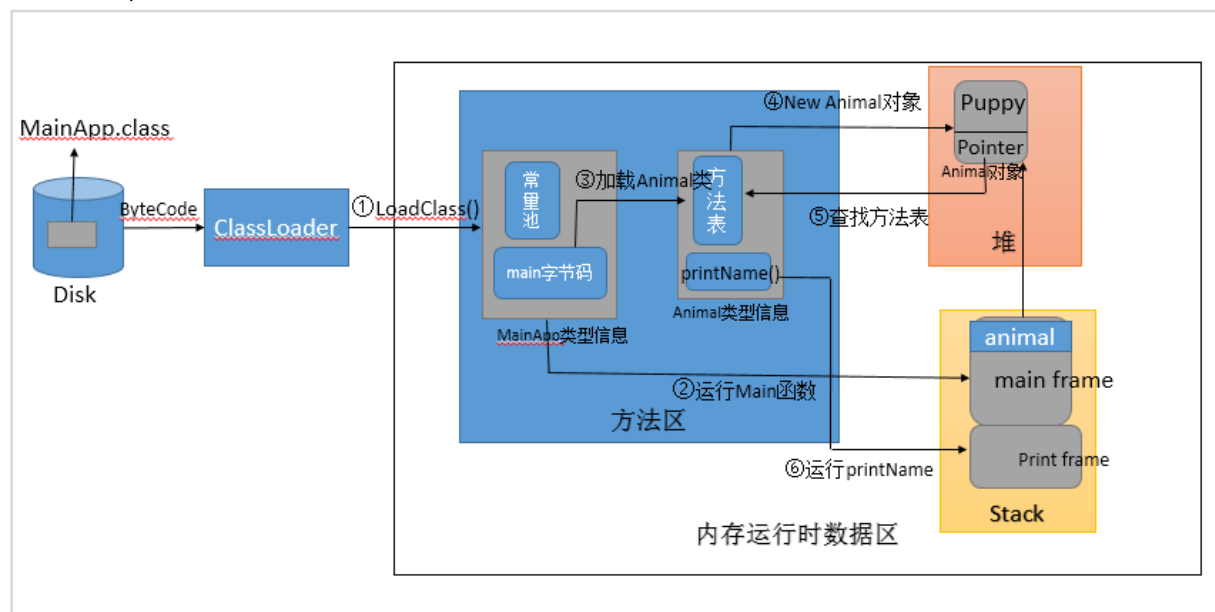 MainApp.class
Disk
ByteCode
ClassLoader
①LoadClass()
常量池
main字节码
MainApp类型信息
③加载Animal类
方法表
printName()
Animal类型信息
④New Animal对象
Puppy
Pointer
Animal对象
⑤查找方法表
堆
animal
main frame
②运行Main函数
方法区
⑥运行printName
Print frame
Stack
内存运行时数据区